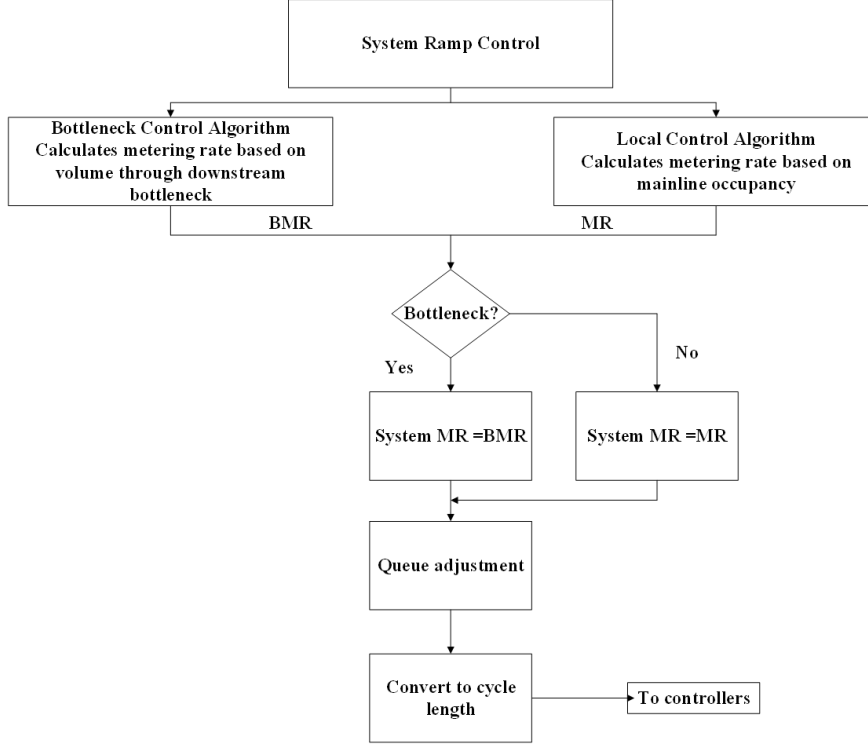 System Ramp Control
Bottleneck Control Algorithm
Calculates metering rate based on
volume through downstream
bottleneck
Local Control Algorithm
Calculates metering rate based on
mainline occupancy
BMR
MR
Bottleneck?
Yes
No
System MR =BMR
System MR =MR
Queue adjustment
Convert to cycle
length
To controllers